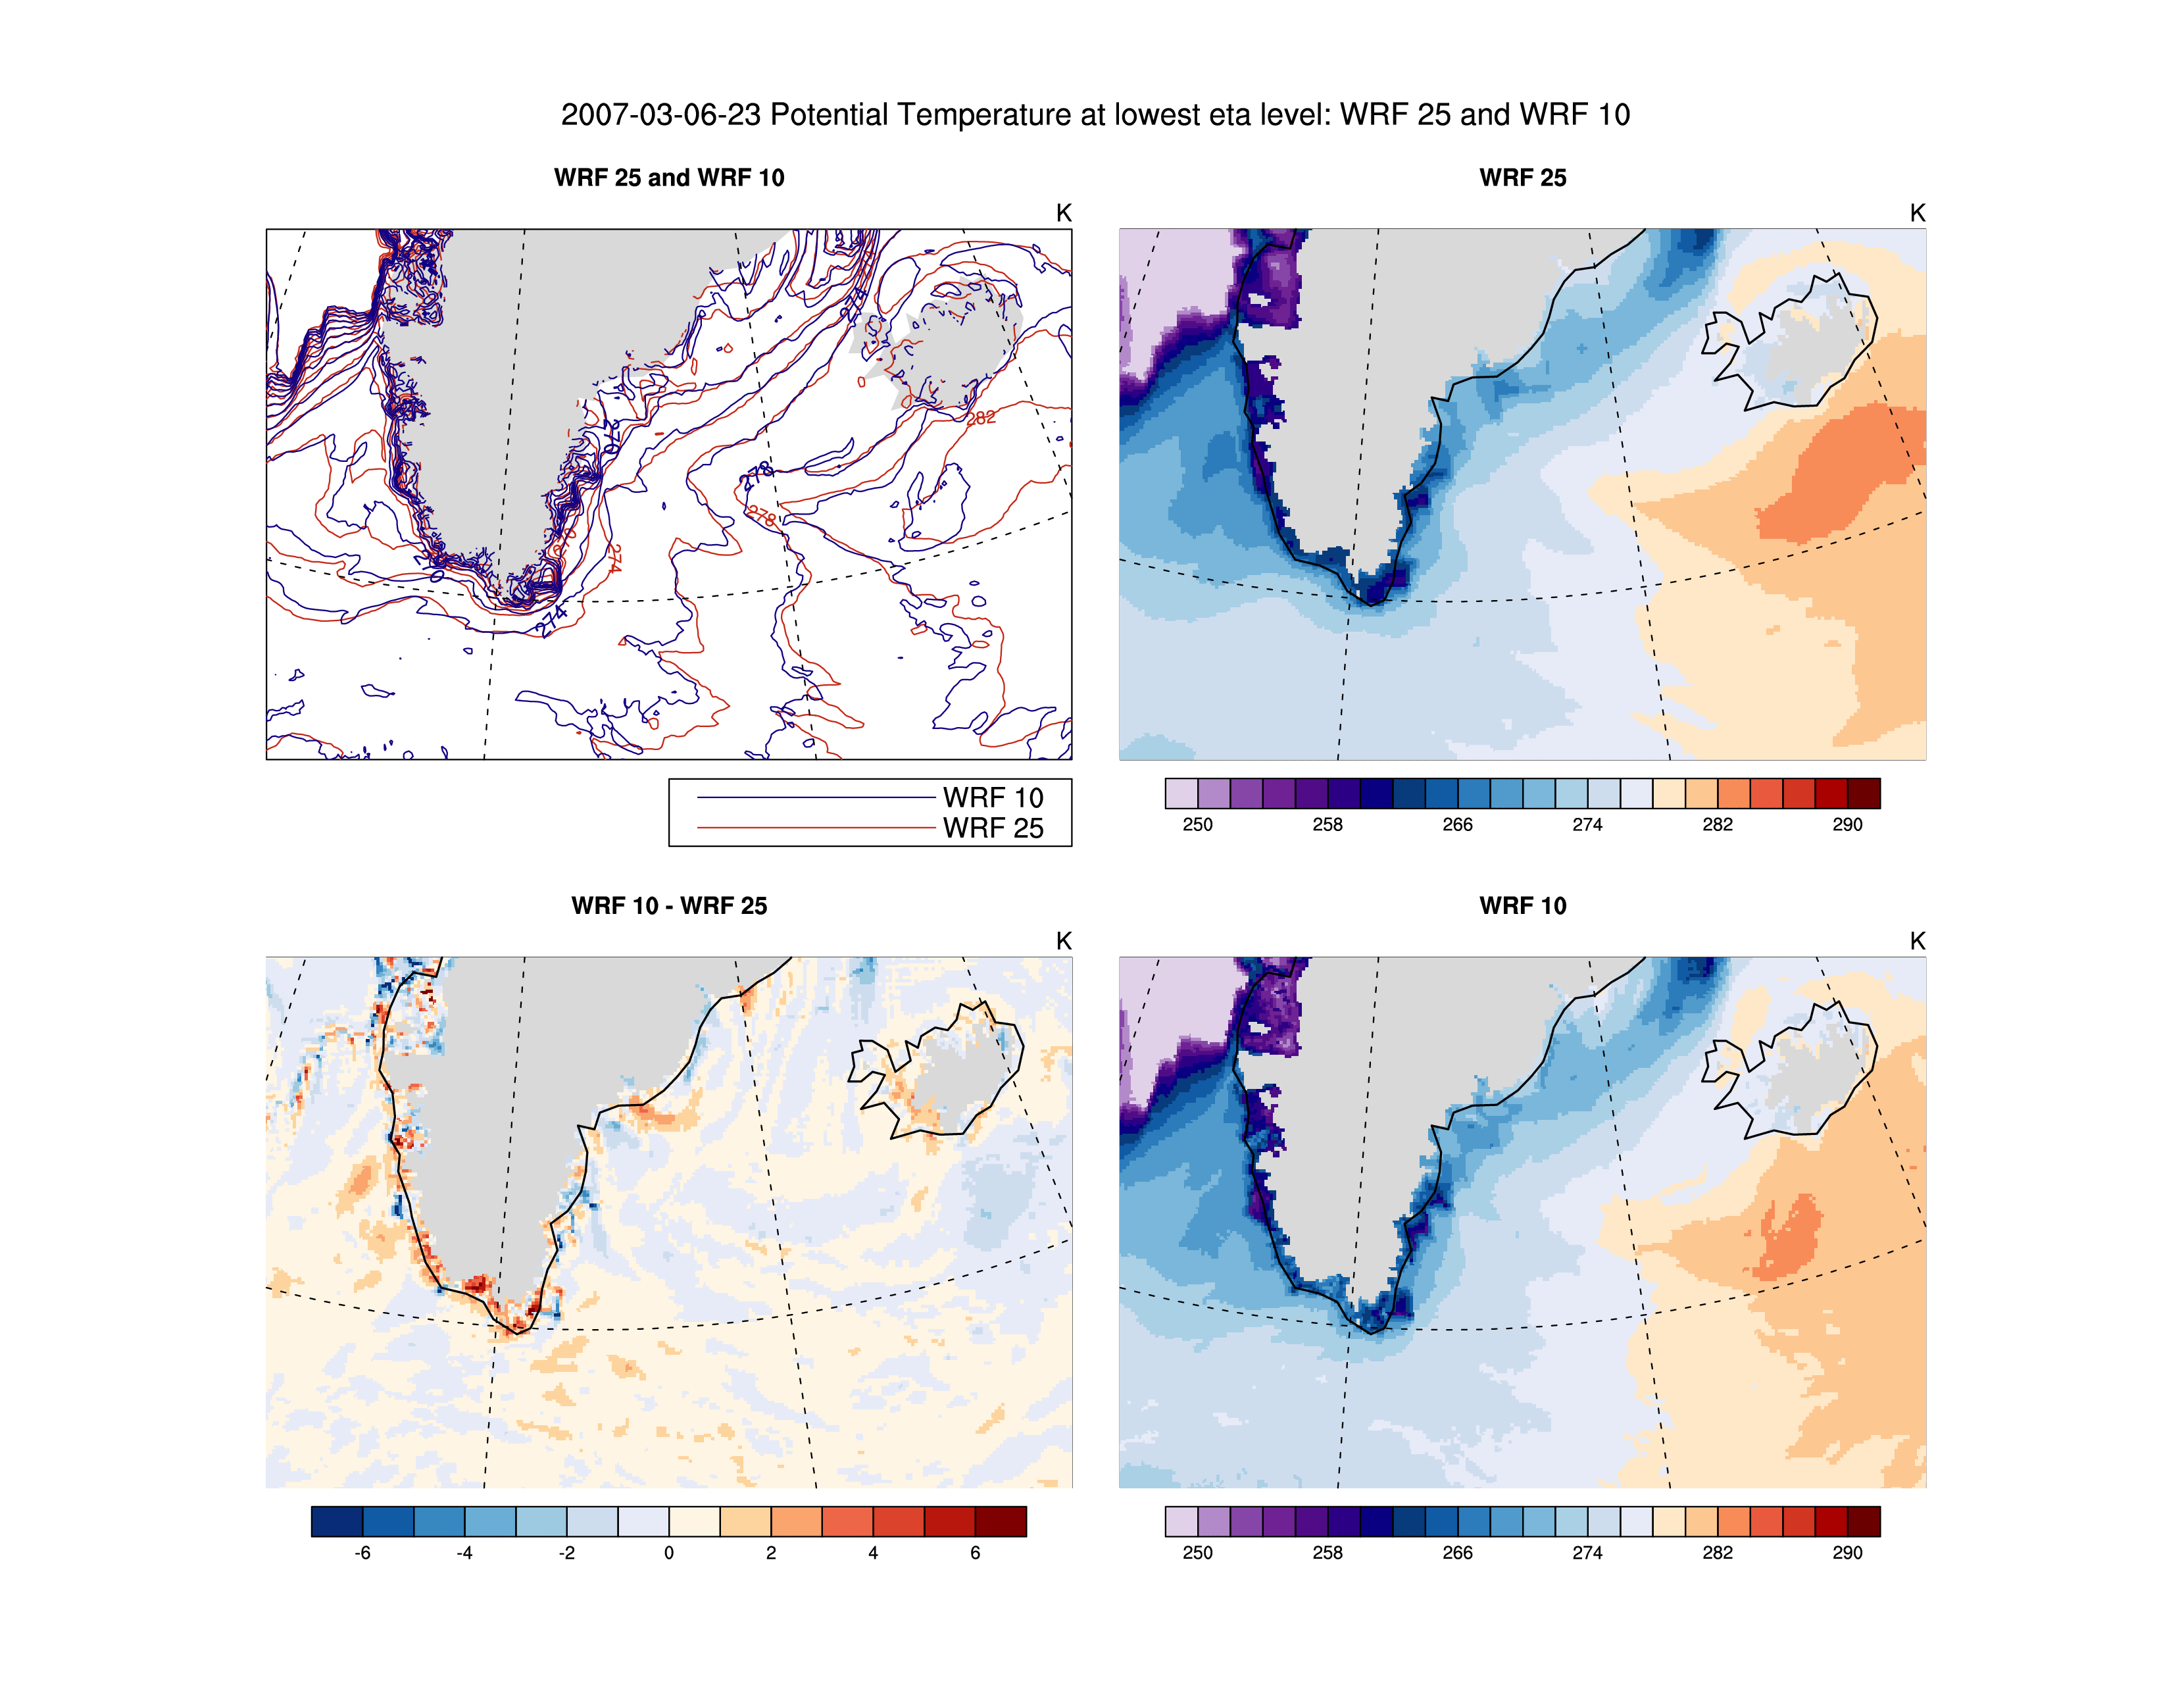 2007-03-06-23 Potential Temperature at lowest eta level: WRF 25 and WRF 10
WRF 25 and WRF 10
K
274
276
278
278
282
274
274
WRF 10
WRF 25
WRF 25
K
250 258 266 274 282 290
WRF 10 - WRF 25
K
-6 -4 -2 0 2 4 6
WRF 10
K
250 258 266 274 282 290